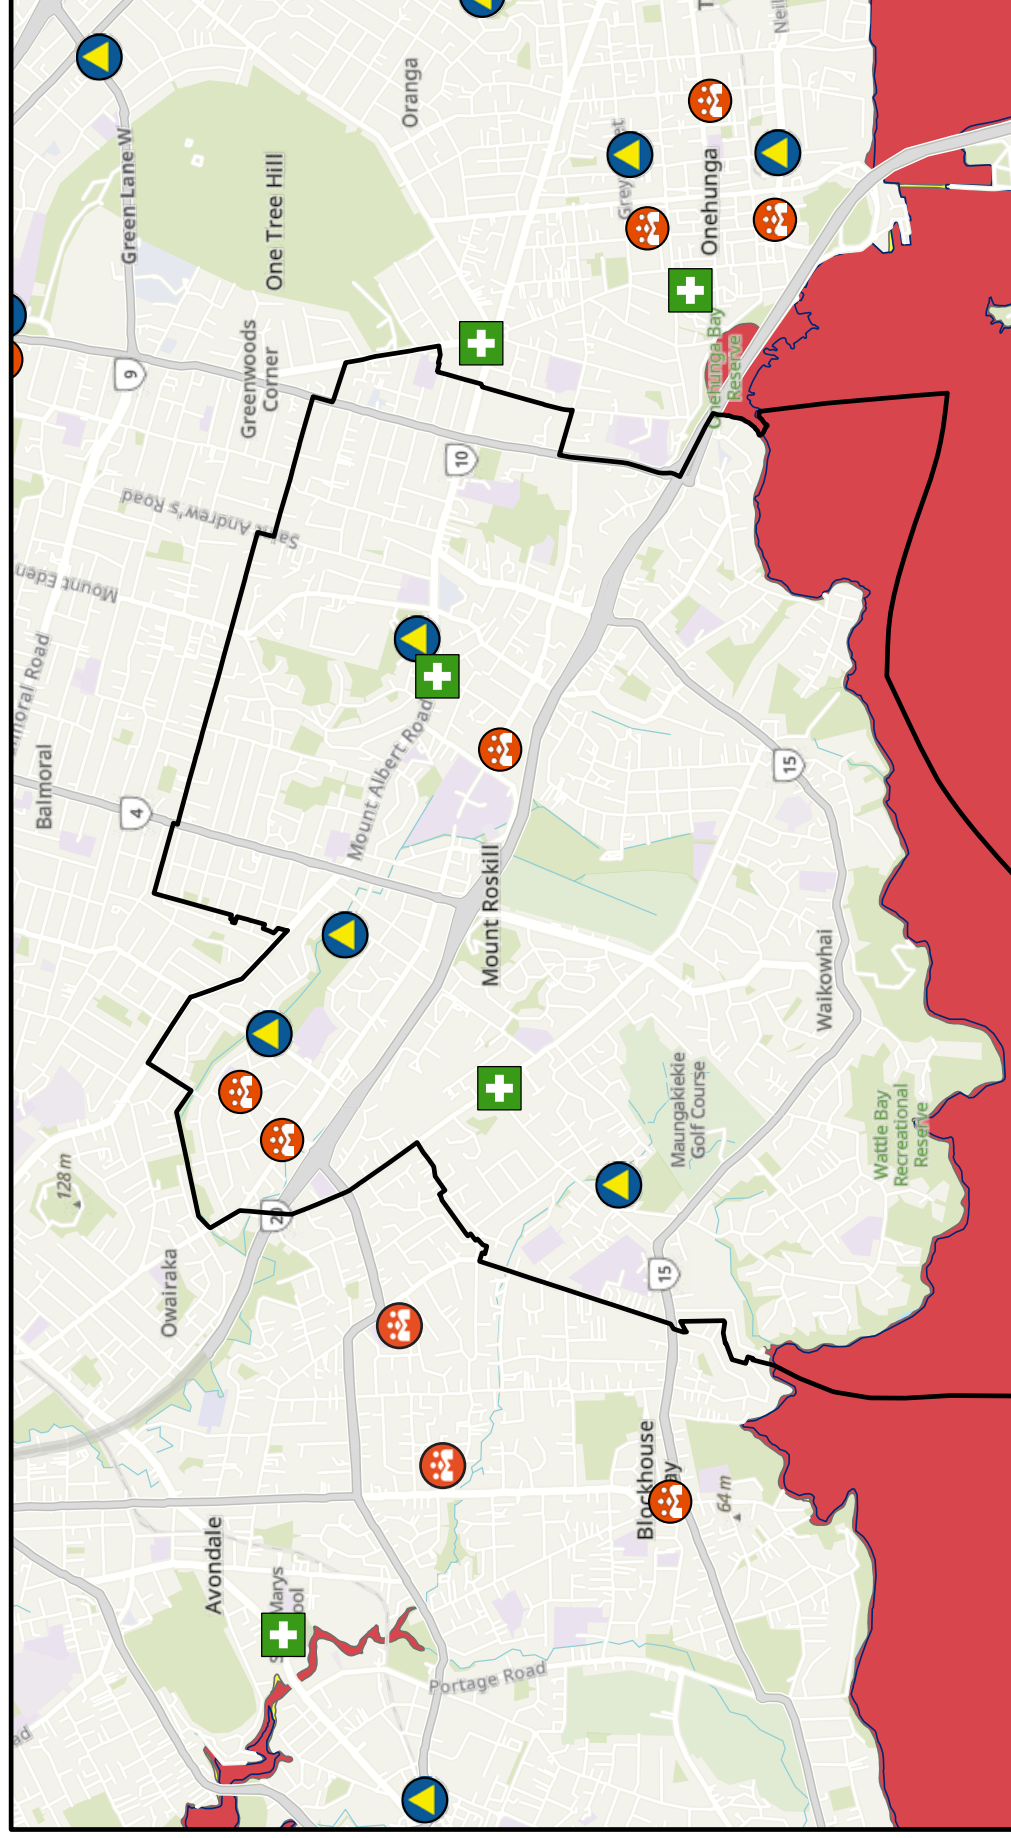 Oranga
Green Lane W
One Tree Hill
Onehunga
9
Greenwoods
Corner
Onehunga Bay
Reserve
10
Saint Andrew's Road
Mount Eden
Balmoral
4
Mount Albert Road
15
Mount Roskill
Waikowhai
Maungakiekie
Golf Course
Wattle Bay
Recreational
Reserve
128 m
20
Owairaka
15
Blockhouse
64 m
Avondale
Marys
Portage Road